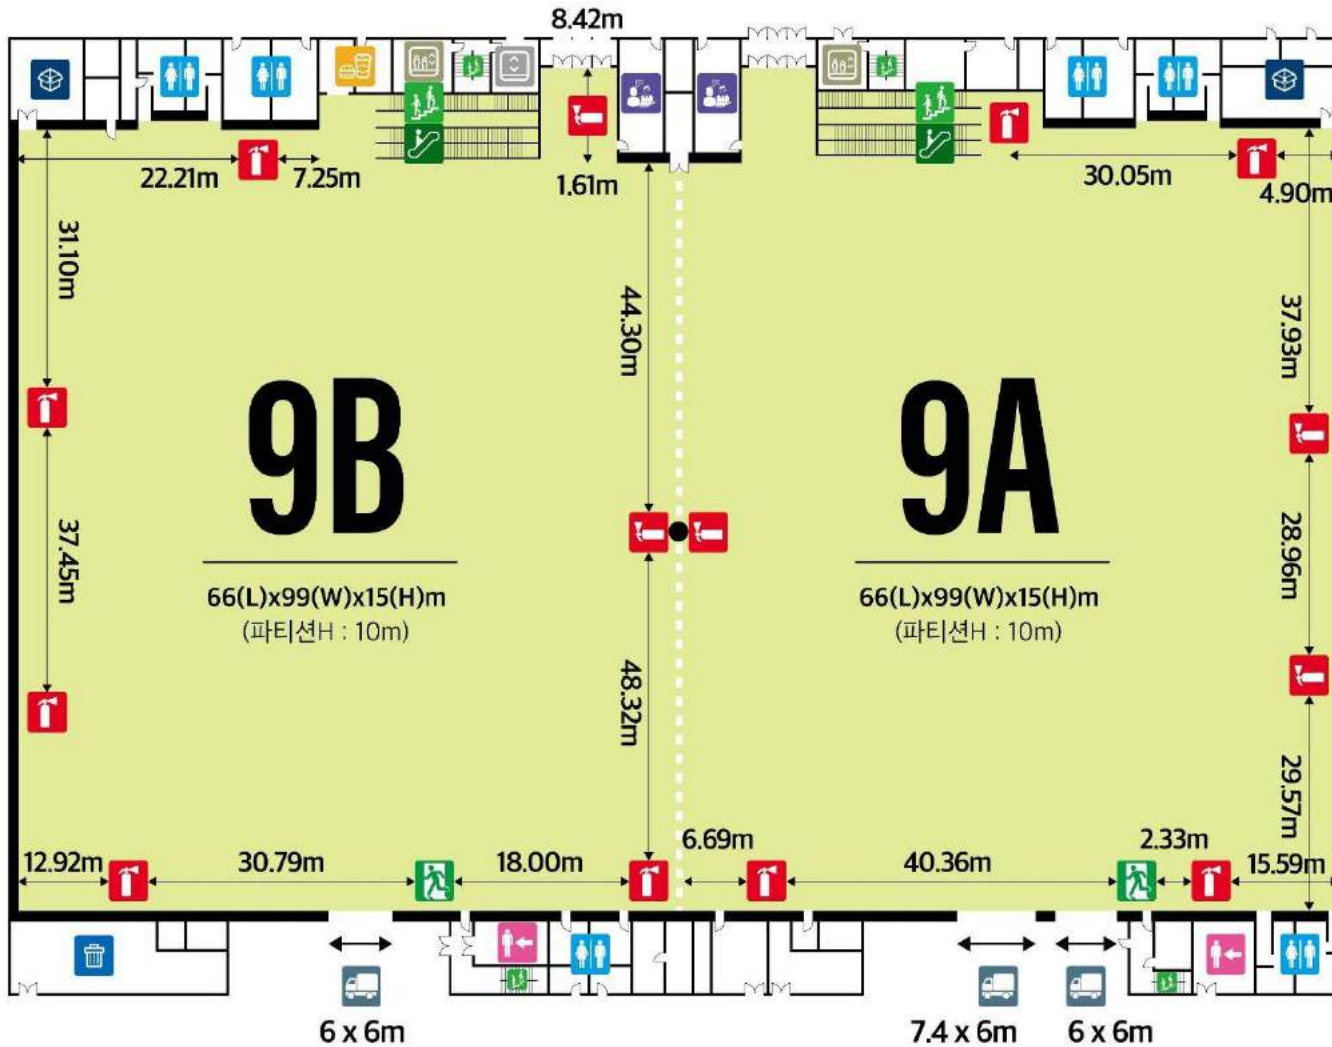 8.42m
22.21m
7.25m
1.61m
30.05m
4.90m
31.10m
44.30m
37.93m
9B
9A
66(L)x99(W)x15(H)m
(파티션H : 10m)
66(L)x99(W)x15(H)m
(파티션H : 10m)
37.45m
28.96m
48.32m
29.57m
12.92m
30.79m
18.00m
6.69m
40.36m
2.33m
15.59m
6 x 6m
7.4 x 6m
6 x 6m